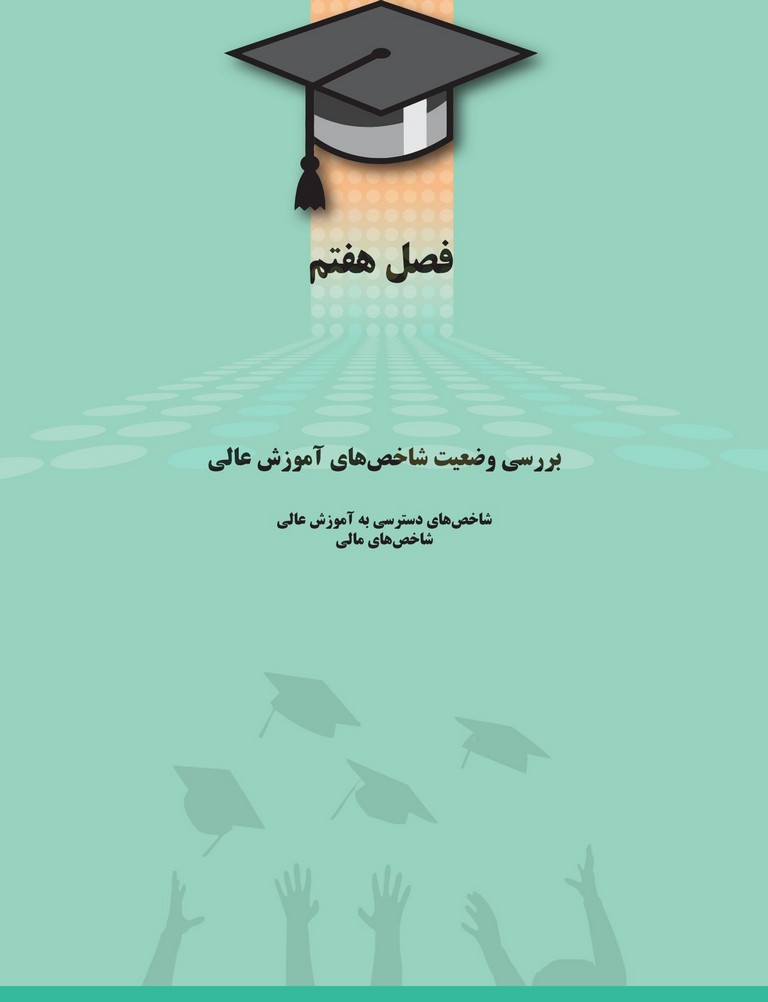 فصل هفتم
بررسی وضعیت شاخص‌های آموزش عالی
شاخص‌های دسترسی به آموزش عالی
شاخص‌های مالی